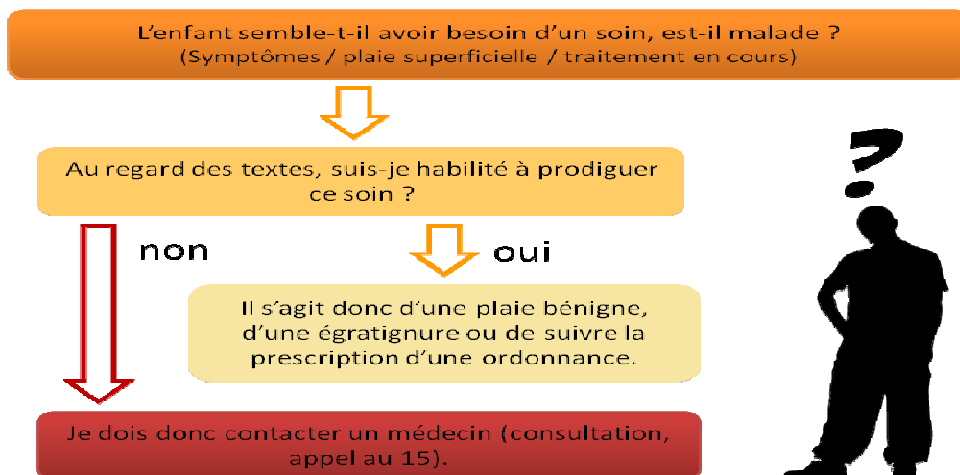 L'enfant semble-t-il avoir besoin d'un soin, est-il malade ?
(Symptômes / plaie superficielle / traitement en cours)
Au regard des textes, suis-je habilité à prodiguer
ce soin ?
non
oui
Il s'agit donc d'une plaie bénigne,
d'une égratignure ou de suivre la
prescription d'une ordonnance.
Je dois donc contacter un médecin (consultation,
appel au 15).
?